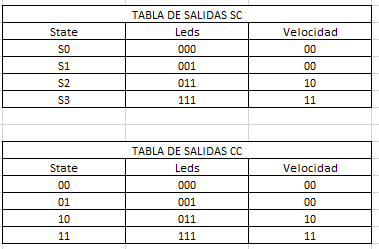 TABLA DE SALIDAS SC
State Leds Velocidad
S0 000 00
S1 001 00
S2 011 10
S3 111 11
TABLA DE SALIDAS CC
State Leds Velocidad
00 000 00
01 001 00
10 011 10
11 111 11